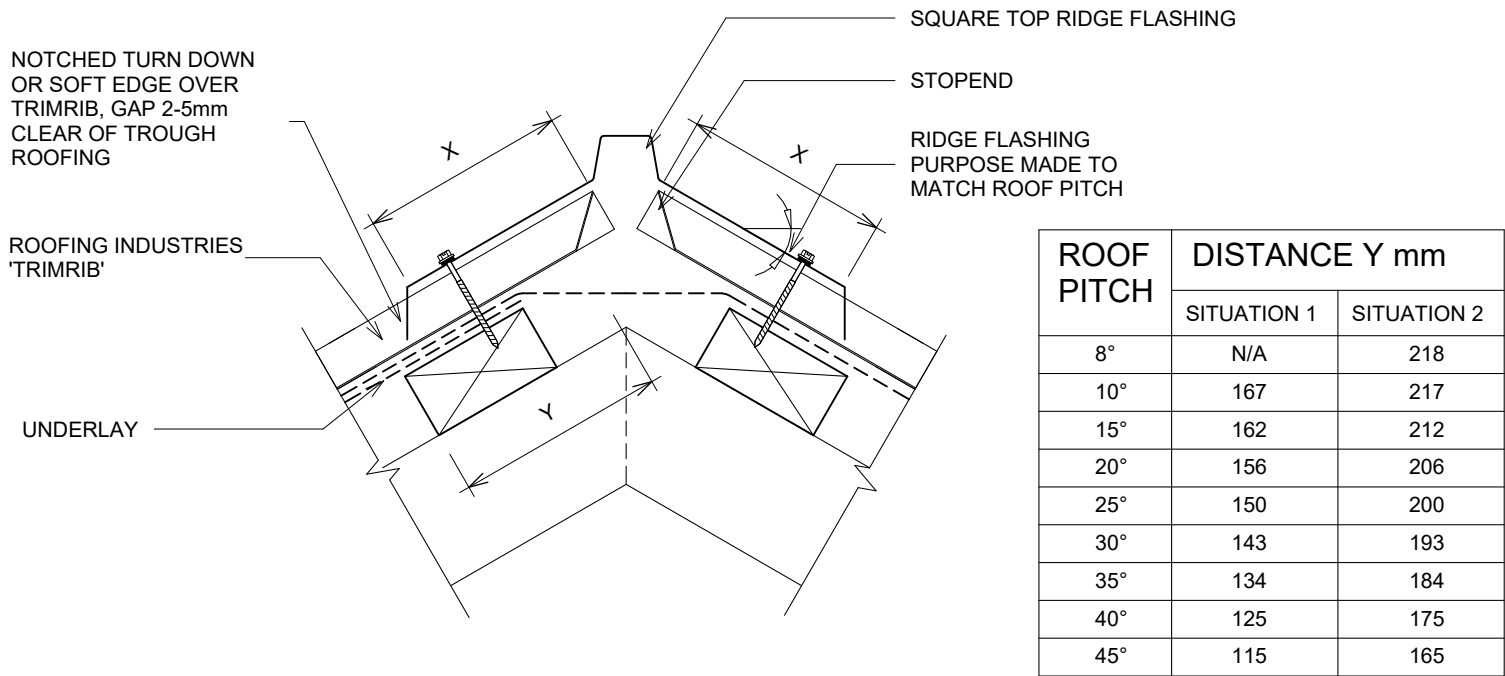 SQUARE TOP RIDGE FLASHING
NOTCHED TURN DOWN
OR SOFT EDGE OVER
TRIMRIB, GAP 2-5mm
CLEAR OF TROUGH
ROOFING
STOPEND
RIDGE FLASHING
PURPOSE MADE TO
MATCH ROOF PITCH
X
X
ROOFING INDUSTRIES
'TRIMRIB'
Y
UNDERLAY
ROOF
PITCH
DISTANCE Y mm
SITUATION 1 SITUATION 2
8° N/A 218
10° 167 217
15° 162 212
20° 156 206
25° 150 200
30° 143 193
35° 134 184
40° 125 175
45° 115 165